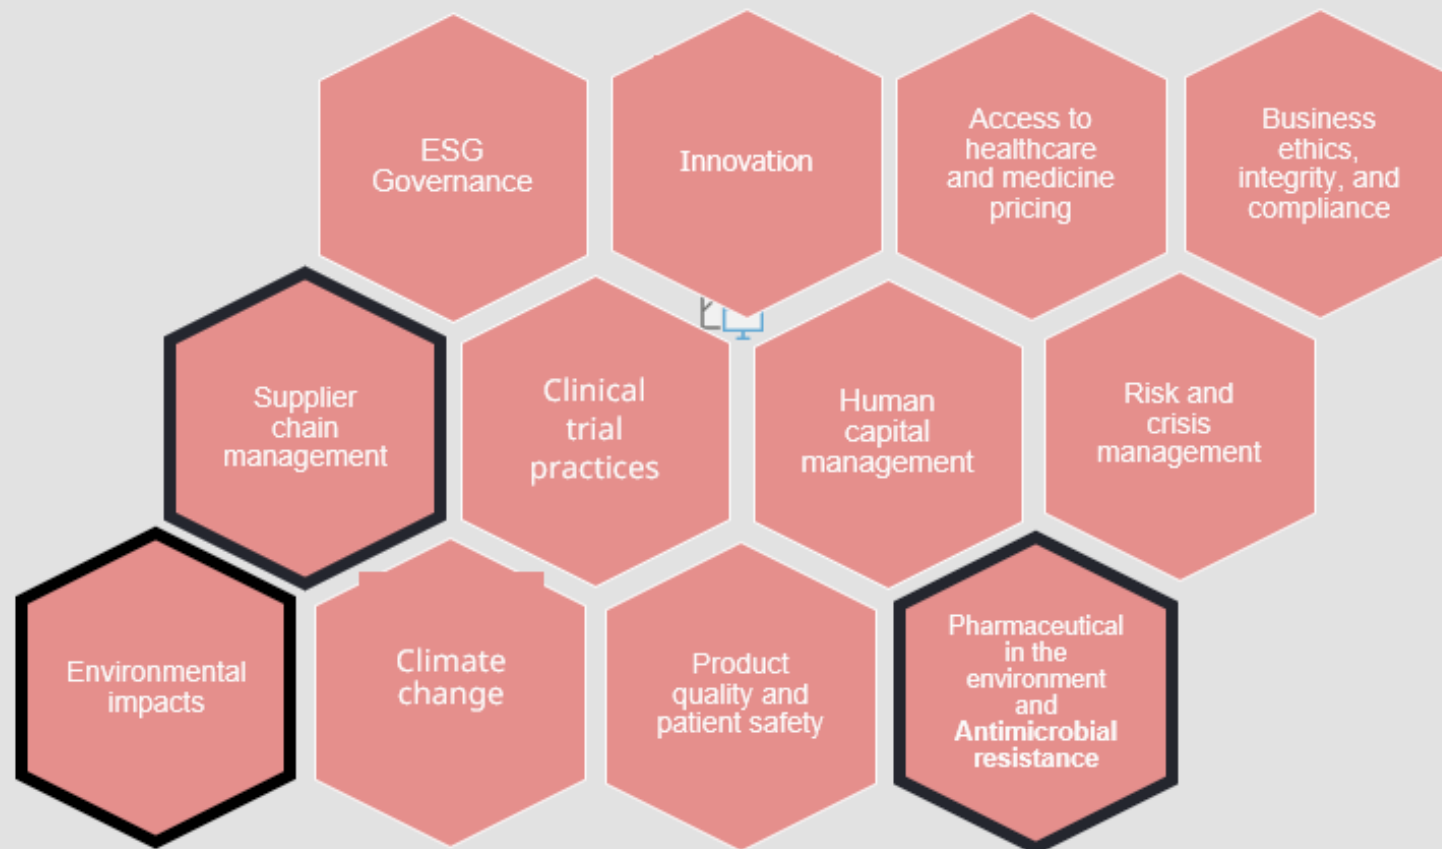 ESG
Governance
Innovation
Access to
healthcare
and medicine
pricing
Business
ethics,
integrity, and
compliance
Supplier
chain
management
Clinical
trial
practices
Human
capital
management
Risk and
crisis
management
Environmental
impacts
Climate
change
Product
quality and
patient safety
Pharmaceutical
in the
environment
and
Antimicrobial
resistance